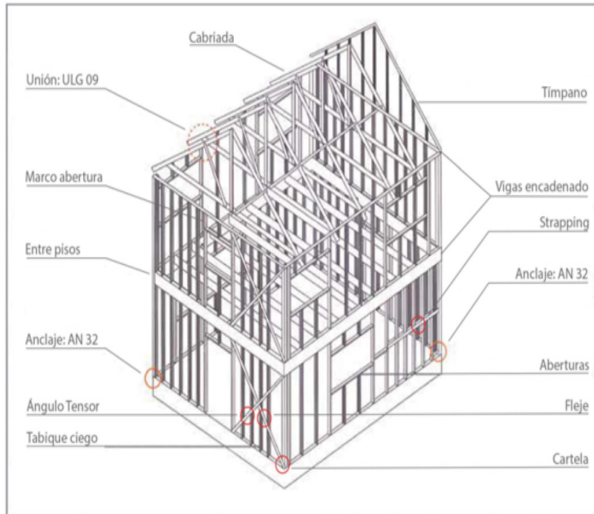 Cabriada
Unión: ULG 09
Tímpano
Marco abertura
Vigas encadenado
Strapping
Entre pisos
Anclaje: AN 32
Anclaje: AN 32
Aberturas
Ángulo Tensor
Fleje
Tabique ciego
Cartela